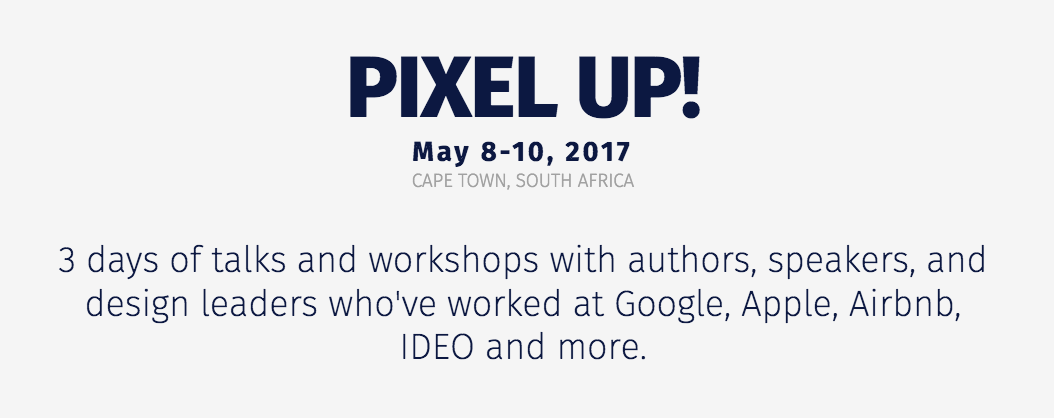 PIXEL UP!
May 8-10, 2017
CAPE TOWN, SOUTH AFRICA
3 days of talks and workshops with authors, speakers, and
design leaders who've worked at Google, Apple, Airbnb,
IDEO and more.